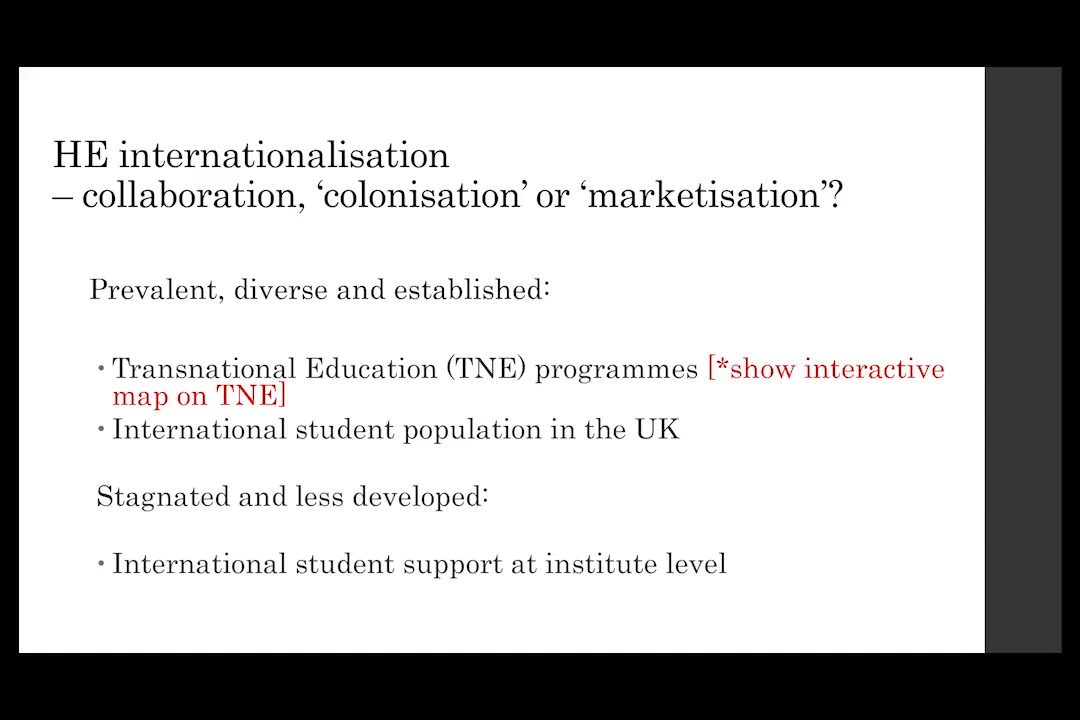 HE internationalisation
– collaboration, ‘colonisation’ or ‘marketisation’?
Prevalent, diverse and established:
• Transnational Education (TNE) programmes [*show interactive
map on TNE]
• International student population in the UK
Stagnated and less developed:
• International student support at institute level